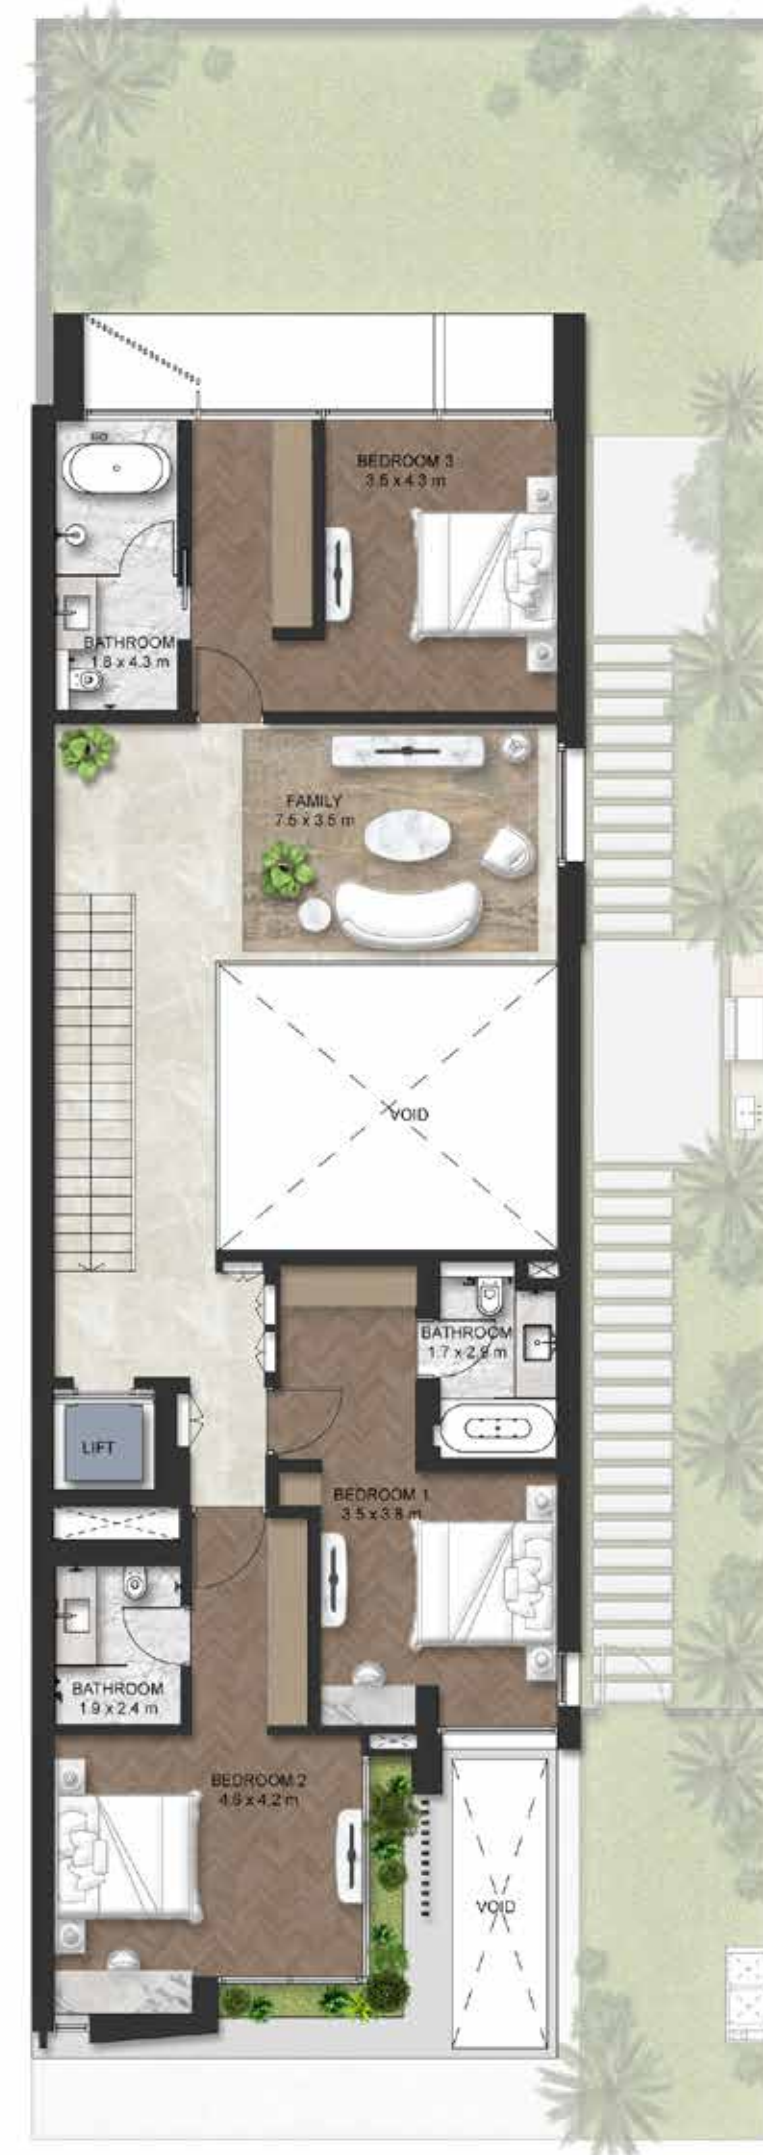 BEDROOM 3
3.5 x 4.3 m
BATHROOM
1.8 x 4.3 m
FAMILY
7.5 x 3.5 m
VOID
BATHROOM
1.7 x 2.9 m
LIFT
BEDROOM 1
3.5 x 3.8 m
BATHROOM
1.9 x 2.4 m
BEDROOM 2
4.6 x 4.2 m
VOID